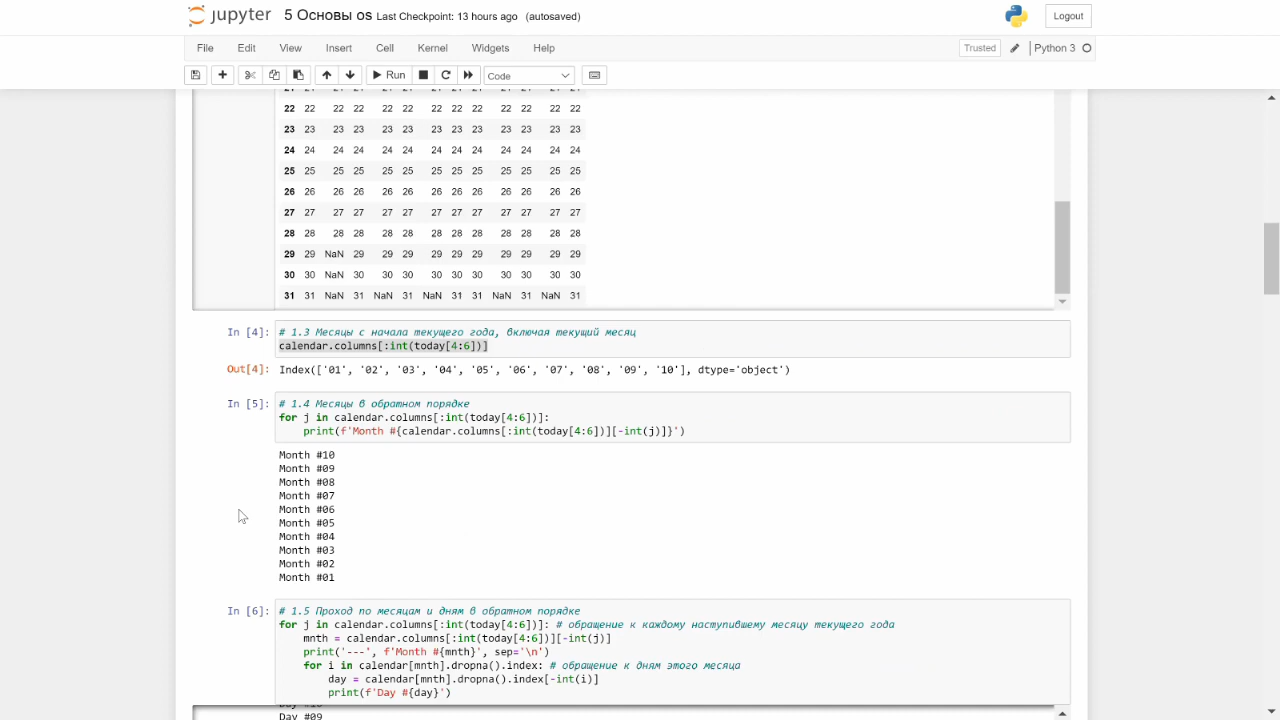 jupyter 5 Основы os Last Checkpoint: 13 hours ago (autosaved) Logout
File Edit View Insert Cell Kernel Widgets Help Trusted Python 3
Run Code
22 22 22 22 22 22 22 22 22 22 22 22 22
23 23 23 23 23 23 23 23 23 23 23 23 23
24 24 24 24 24 24 24 24 24 24 24 24 24
25 25 25 25 25 25 25 25 25 25 25 25 25
26 26 26 26 26 26 26 26 26 26 26 26 26
27 27 27 27 27 27 27 27 27 27 27 27 27
28 28 28 28 28 28 28 28 28 28 28 28 28
29 29 NaN 29 29 29 29 29 29 29 29 29 29
30 30 NaN 30 30 30 30 30 30 30 30 30 30
31 31 NaN 31 NaN 31 NaN 31 31 NaN 31 NaN 31
In [4]: # 1.3 Месяцы с начала текущего года, включая текущий месяц
calendar.columns[:int(today[4:6])]
Out[4]: Index(['01', '02', '03', '04', '05', '06', '07', '08', '09', '10'], dtype='object')
In [5]: # 1.4 Месяцы в обратном порядке
for j in calendar.columns[:int(today[4:6])]:
print(f'Month #{calendar.columns[:int(today[4:6])][-int(j)]}')
Month #10
Month #09
Month #08
Month #07
Month #06
Month #05
Month #04
Month #03
Month #02
Month #01
In [6]: # 1.5 Проход по месяцам и дням в обратном порядке
for j in calendar.columns[:int(today[4:6])]: # обращение к каждому наступившему месяцу текущего года
mnth = calendar.columns[:int(today[4:6])][-int(j)]
print('---', f'Month #{mnth}', sep='\n')
for i in calendar[mnth].dropna().index: # обращение к дням этого месяца
day = calendar[mnth].dropna().index[-int(i)]
print(f'Day #{day}')
Day #09